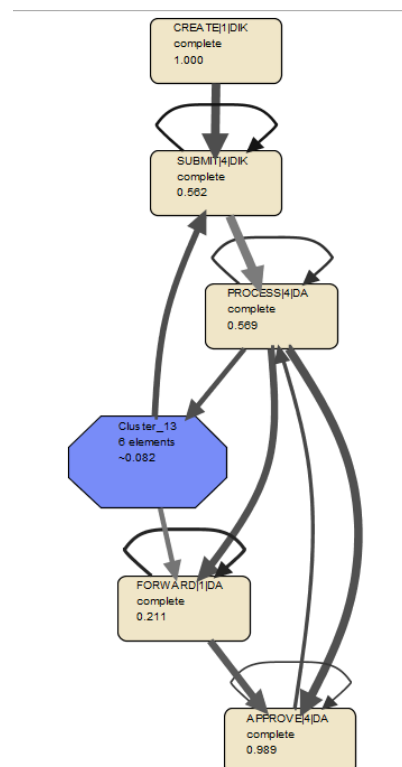 CREATE|1|DIK
complete
1.000
SUBMIT|4|DIK
complete
0.562
PROCESS|4|DA
complete
0.569
Cluster_13
6 elements
~0.082
FORWARD|1|DA
complete
0.211
APPROVE|4|DA
complete
0.989